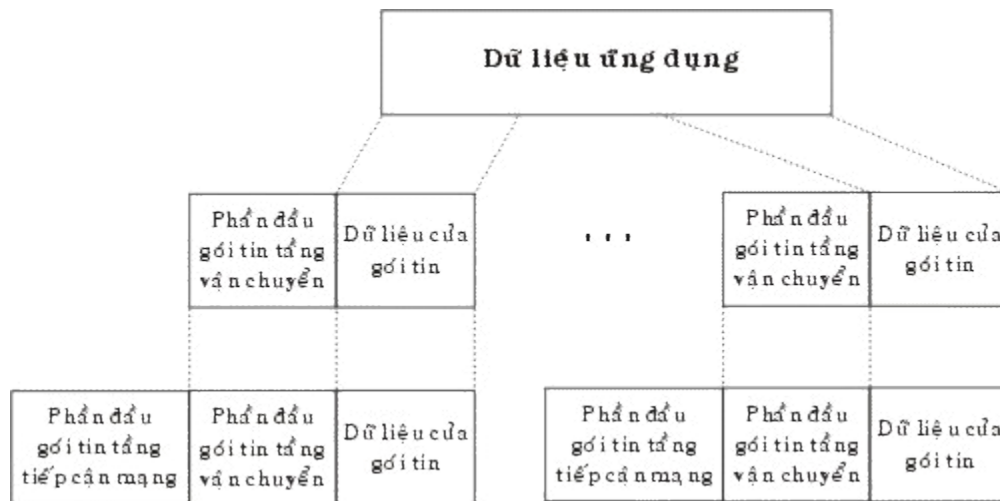 Dữ liệu ứng dụng
Phần đầu
gói tin tầng
vận chuyển
Dữ liệu của
gói tin
...
Phần đầu
gói tin tầng
vận chuyển
Dữ liệu của
gói tin
Phần đầu
gói tin tầng
tiếp cận mạng
Phần đầu
gói tin tầng
vận chuyển
Dữ liệu của
gói tin
Phần đầu
gói tin tầng
tiếp cận mạng
Phần đầu
gói tin tầng
vận chuyển
Dữ liệu của
gói tin